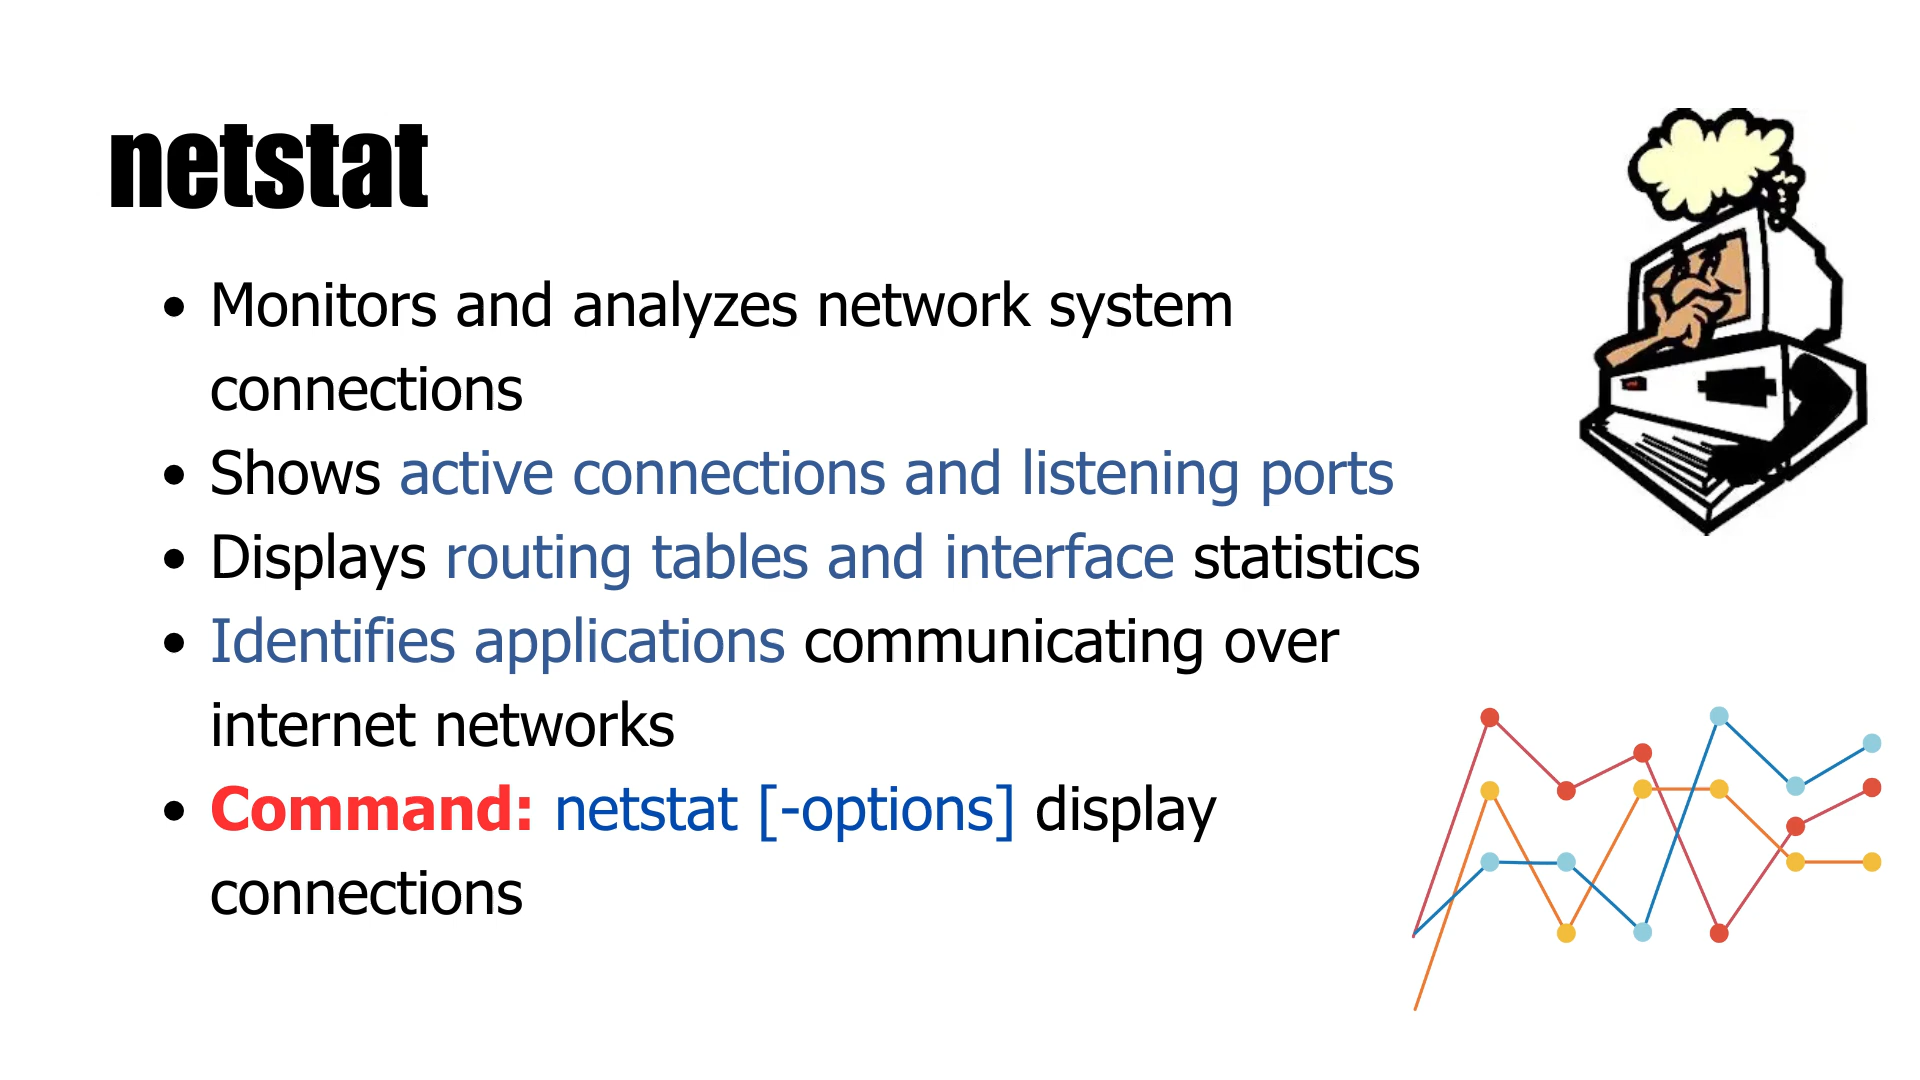 netstat
• Monitors and analyzes network system
connections
• Shows active connections and listening ports
• Displays routing tables and interface statistics
• Identifies applications communicating over
internet networks
• Command: netstat [-options] display
connections